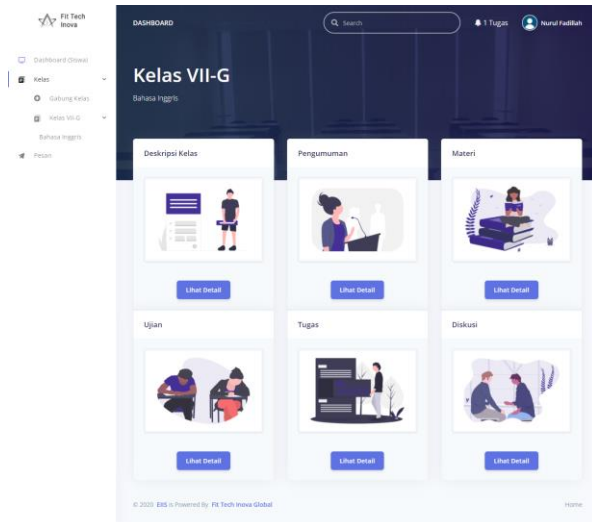 Fit Tech
Inova
DASHBOARD
Search
1 Tugas
Nurul Fadillah
Dashboard (Siswa)
Kelas
Gabung Kelas
Kelas VII-G
Bahasa Inggris
Pesan
Kelas VII-G
Bahasa Inggris
Deskripsi Kelas
Pengumuman
Materi
Lihat Detail
Lihat Detail
Lihat Detail
Ujian
Tugas
Diskusi
Lihat Detail
Lihat Detail
Lihat Detail
© 2020 EIIS is Powered By Fit Tech Inova Global
Home